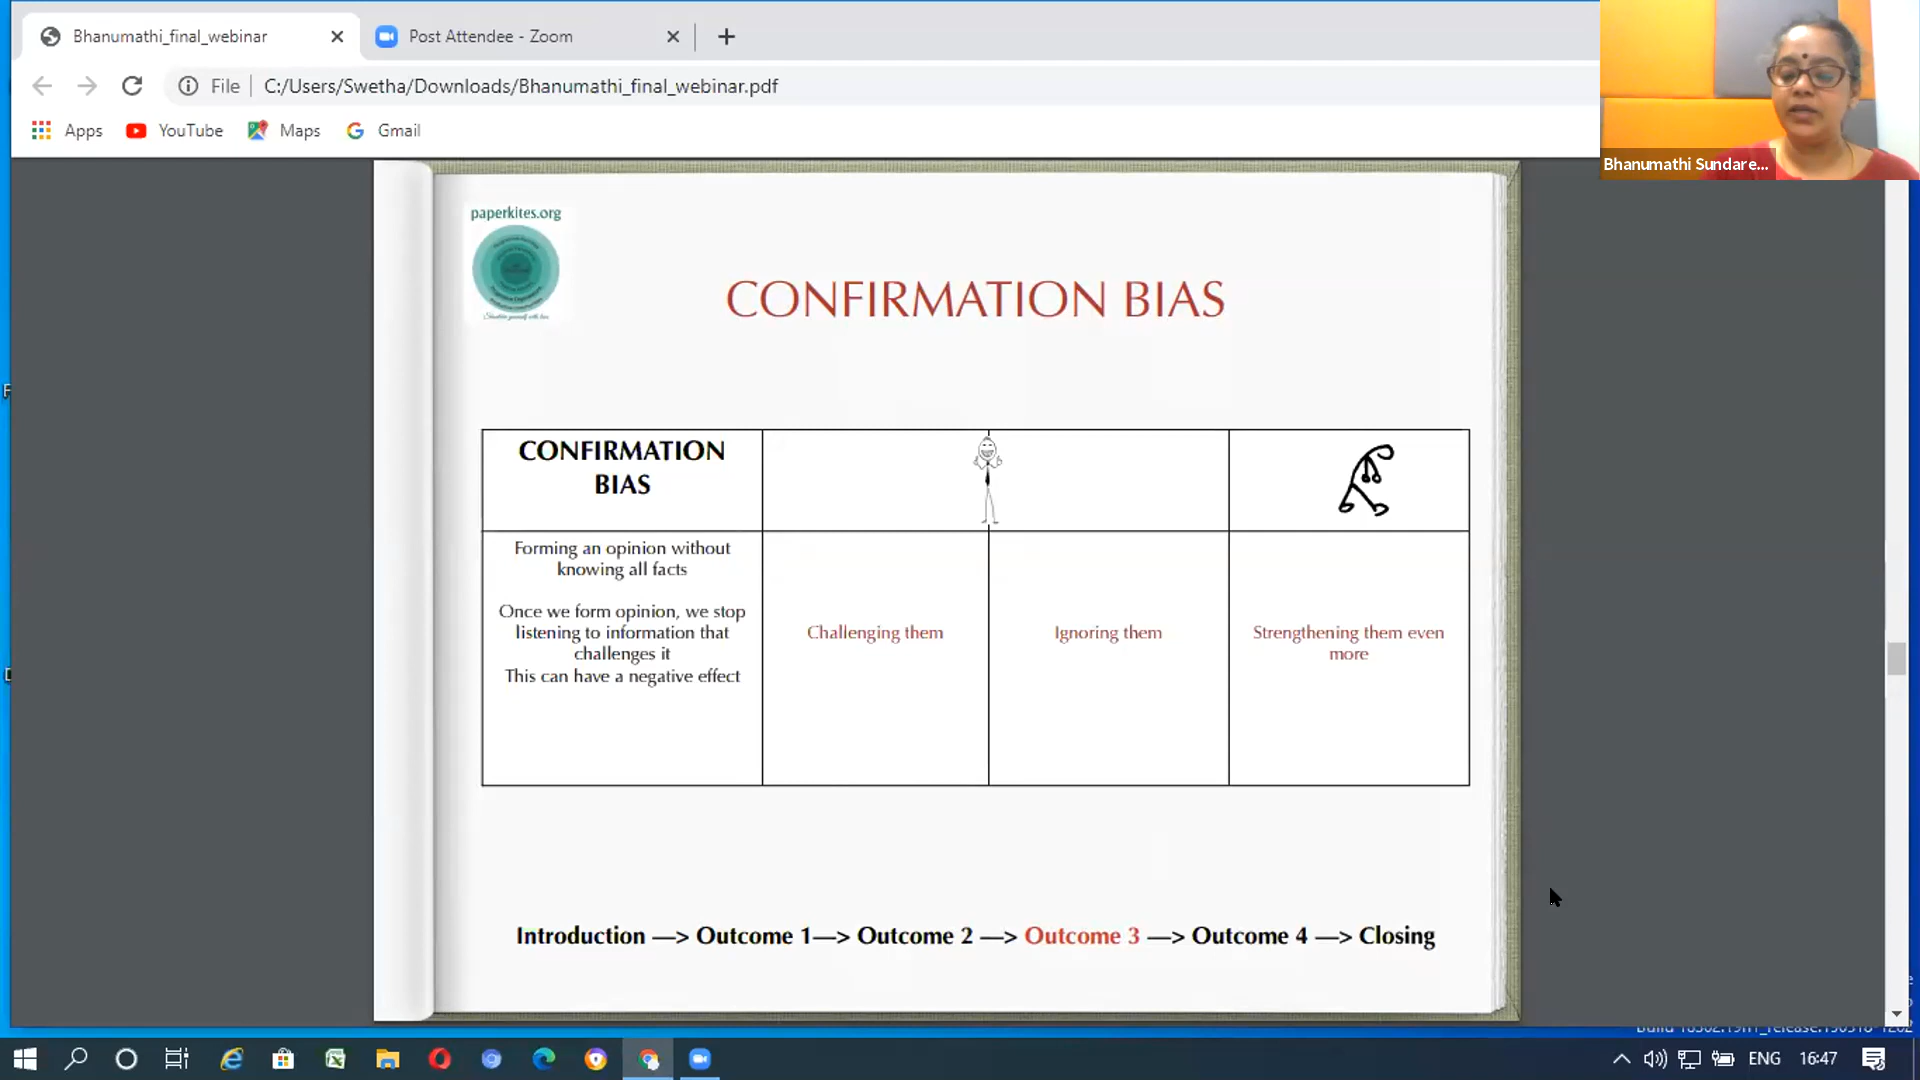 Bhanumathi_final_webinar
Post Attendee - Zoom
File
C:/Users/Swetha/Downloads/Bhanumathi_final_webinar.pdf
Apps
YouTube
Maps
Gmail
Bhanumathi Sundare...
paperkites.org
CONFIRMATION BIAS
CONFIRMATION
BIAS
Forming an opinion without
knowing all facts
Once we form opinion, we stop
listening to information that
challenges it
This can have a negative effect
Challenging them
Ignoring them
Strengthening them even
more
Introduction —> Outcome 1—> Outcome 2 —> Outcome 3 —> Outcome 4 —> Closing
ENG
16:47